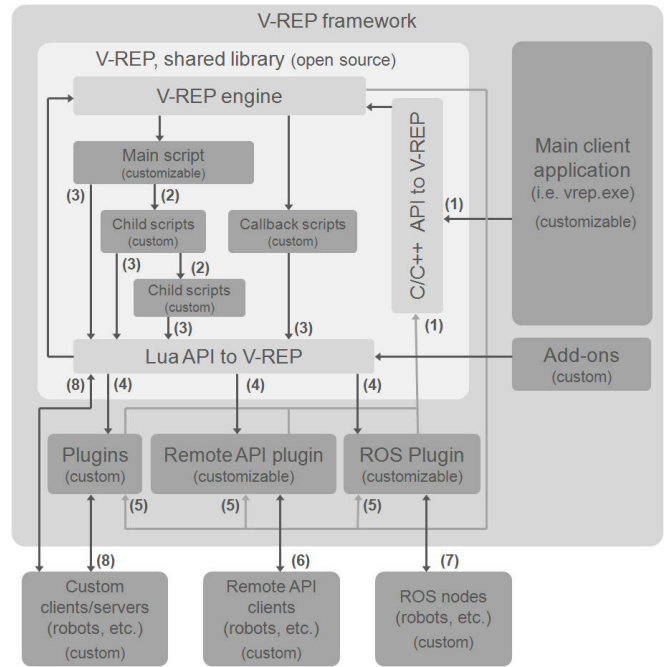 V-REP framework
V-REP, shared library (open source)
V-REP engine
Main script
(customizable)
(3)
(2)
Child scripts
(custom)
Callback scripts
(custom)
(3)
(2)
Child scripts
(custom)
(3)
(3)
Lua API to V-REP
C/C++ API to V-REP
(1)
(1)
Main client
application
(i.e. vrep.exe)
(customizable)
Add-ons
(custom)
(8)
(4)
(4)
(4)
Plugins
(custom)
Remote API plugin
(customizable)
ROS Plugin
(customizable)
(5)
(5)
(5)
(8)
(6)
(7)
Custom
clients/servers
(robots, etc.)
(custom)
Remote API
clients
(robots, etc.)
(custom)
ROS nodes
(robots, etc.)
(custom)